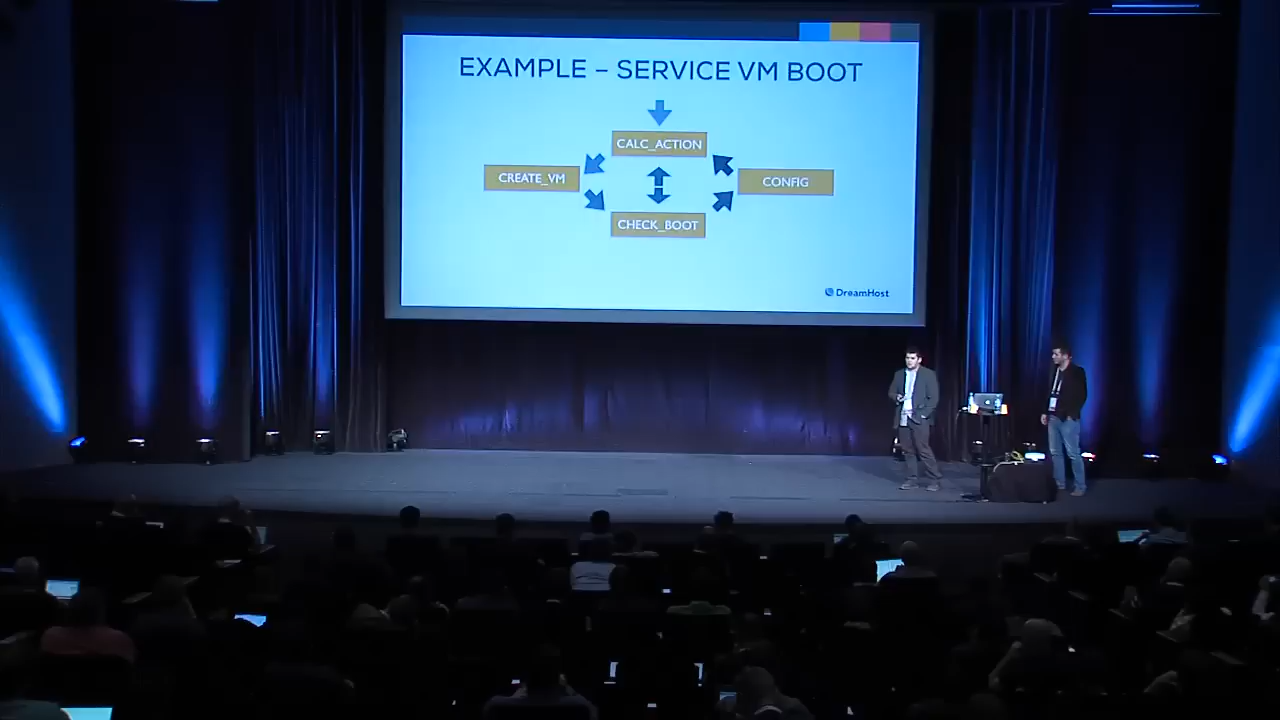 EXAMPLE – SERVICE VM BOOT
CALC_ACTION
CREATE_VM
CONFIG
CHECK_BOOT
DreamHost